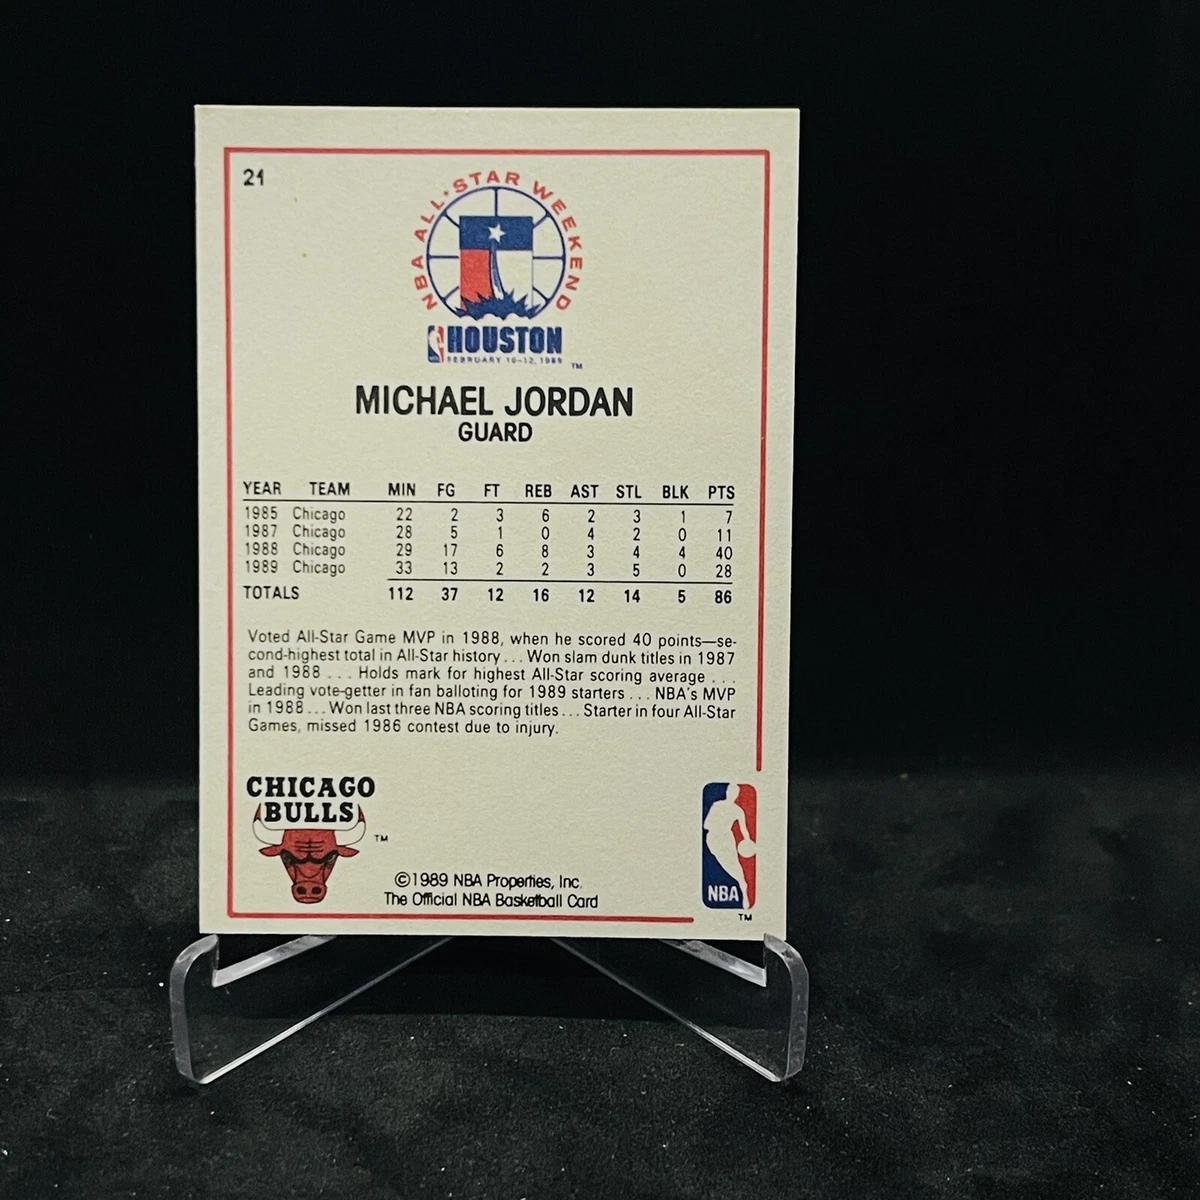 21
NBA ALL·STAR WEEKEND
HOUSTON
FEBRUARY 10-12, 1989
TM
MICHAEL JORDAN
GUARD
YEAR TEAM MIN FG FT REB AST STL BLK PTS
1985 Chicago 22 2 3 6 2 3 1 7
1987 Chicago 28 5 1 0 4 2 0 11
1988 Chicago 29 17 6 8 3 4 4 40
1989 Chicago 33 13 2 2 3 5 0 28
TOTALS 112 37 12 16 12 14 5 86
Voted All-Star Game MVP in 1988, when he scored 40 points—se-
cond-highest total in All-Star history... Won slam dunk titles in 1987
and 1988 ... Holds mark for highest All-Star scoring average ...
Leading vote-getter in fan balloting for 1989 starters ... NBA's MVP
in 1988... Won last three NBA scoring titles... Starter in four All-Star
Games, missed 1986 contest due to injury.
CHICAGO
BULLS
TM
©1989 NBA Properties, Inc.
The Official NBA Basketball Card
NBA
TM